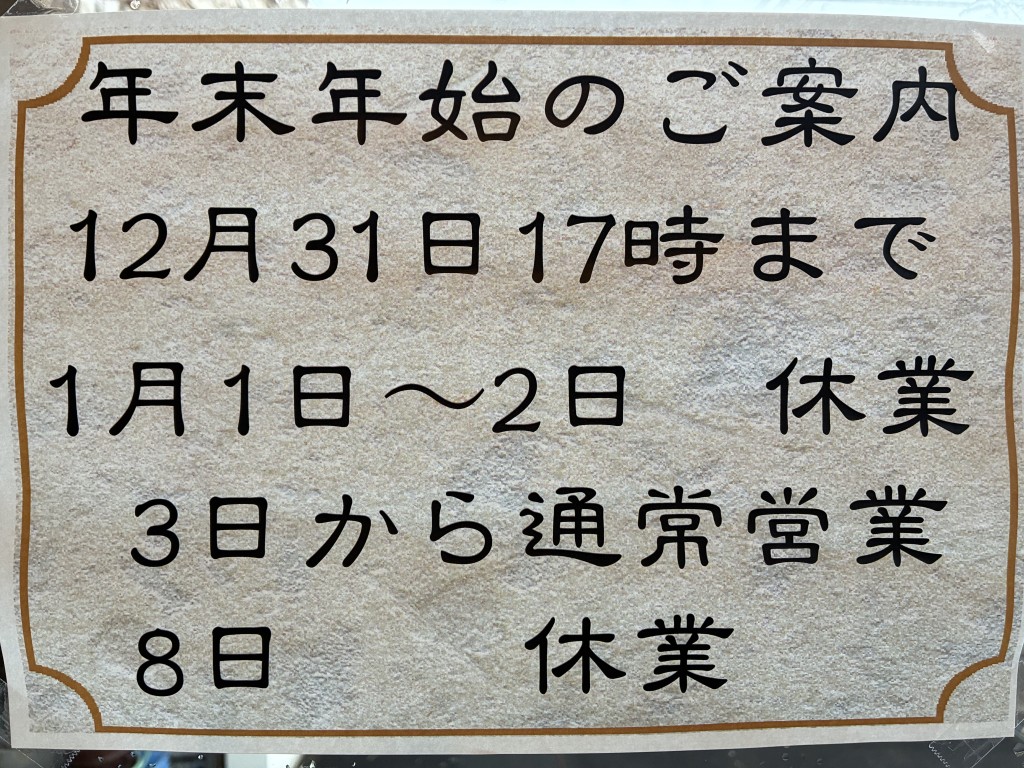 年末年始のご案内
12月31日17時まで
1月1日～2日　休業
3日から通常営業
8日　　　休業